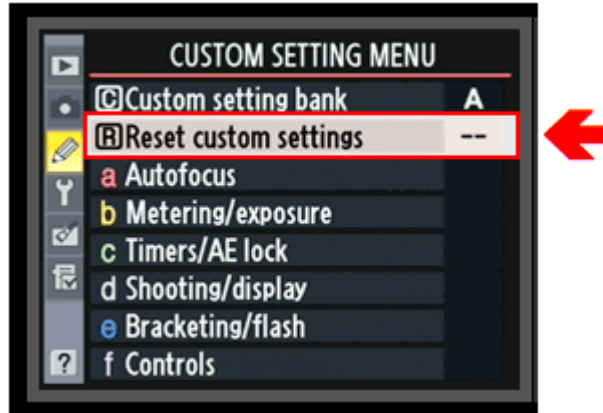 CUSTOM SETTING MENU
C Custom setting bank A
R Reset custom settings --
a Autofocus
b Metering/exposure
c Timers/AE lock
d Shooting/display
e Bracketing/flash
? f Controls